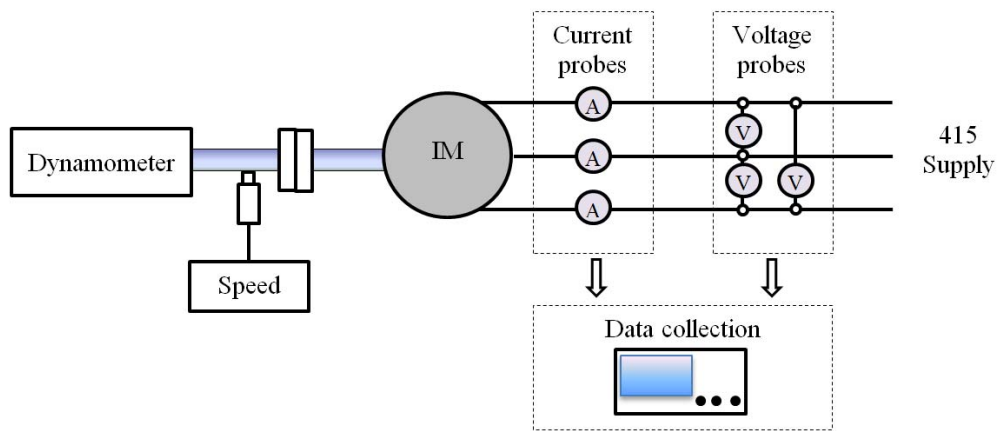 Current
probes
Voltage
probes
A
V
Dynamometer
IM
A
415
Supply
V
V
A
Speed
Data collection